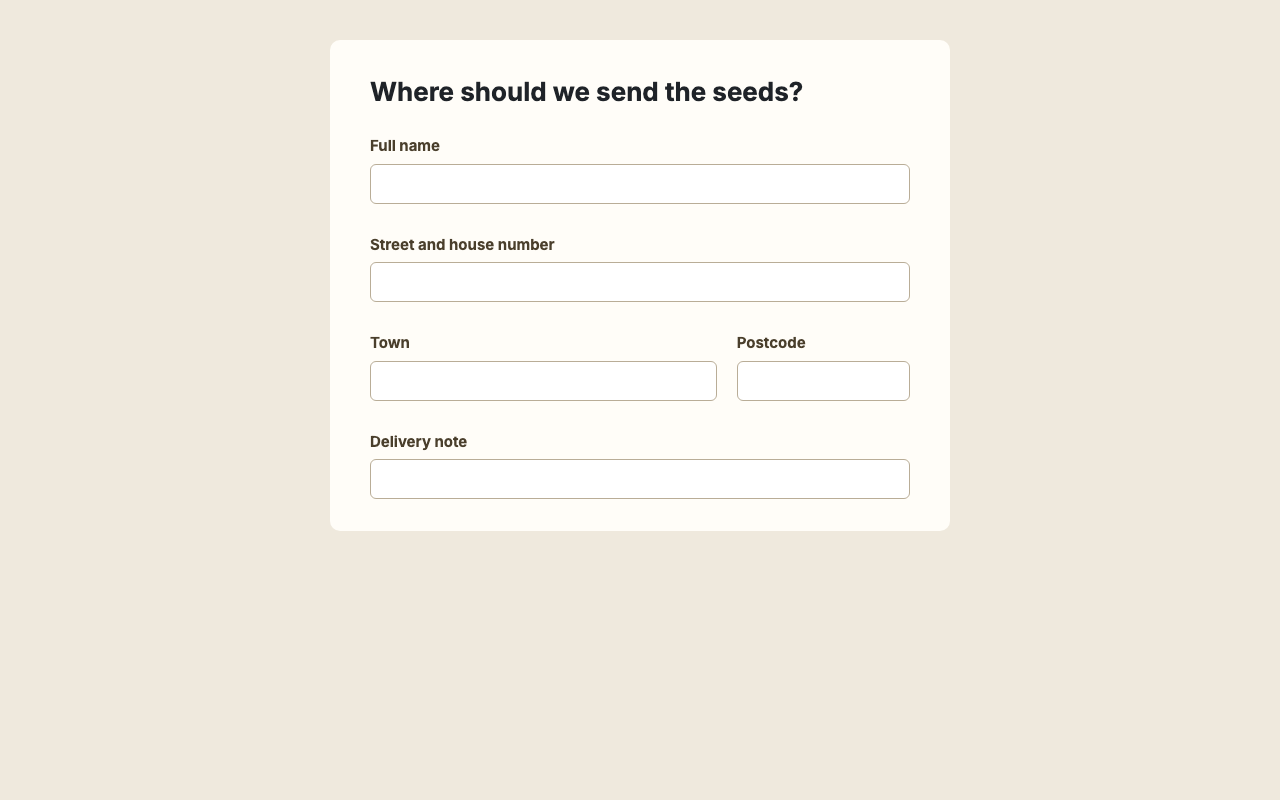 Where should we send the seeds?
Full name
Street and house number
Town
Postcode
Delivery note